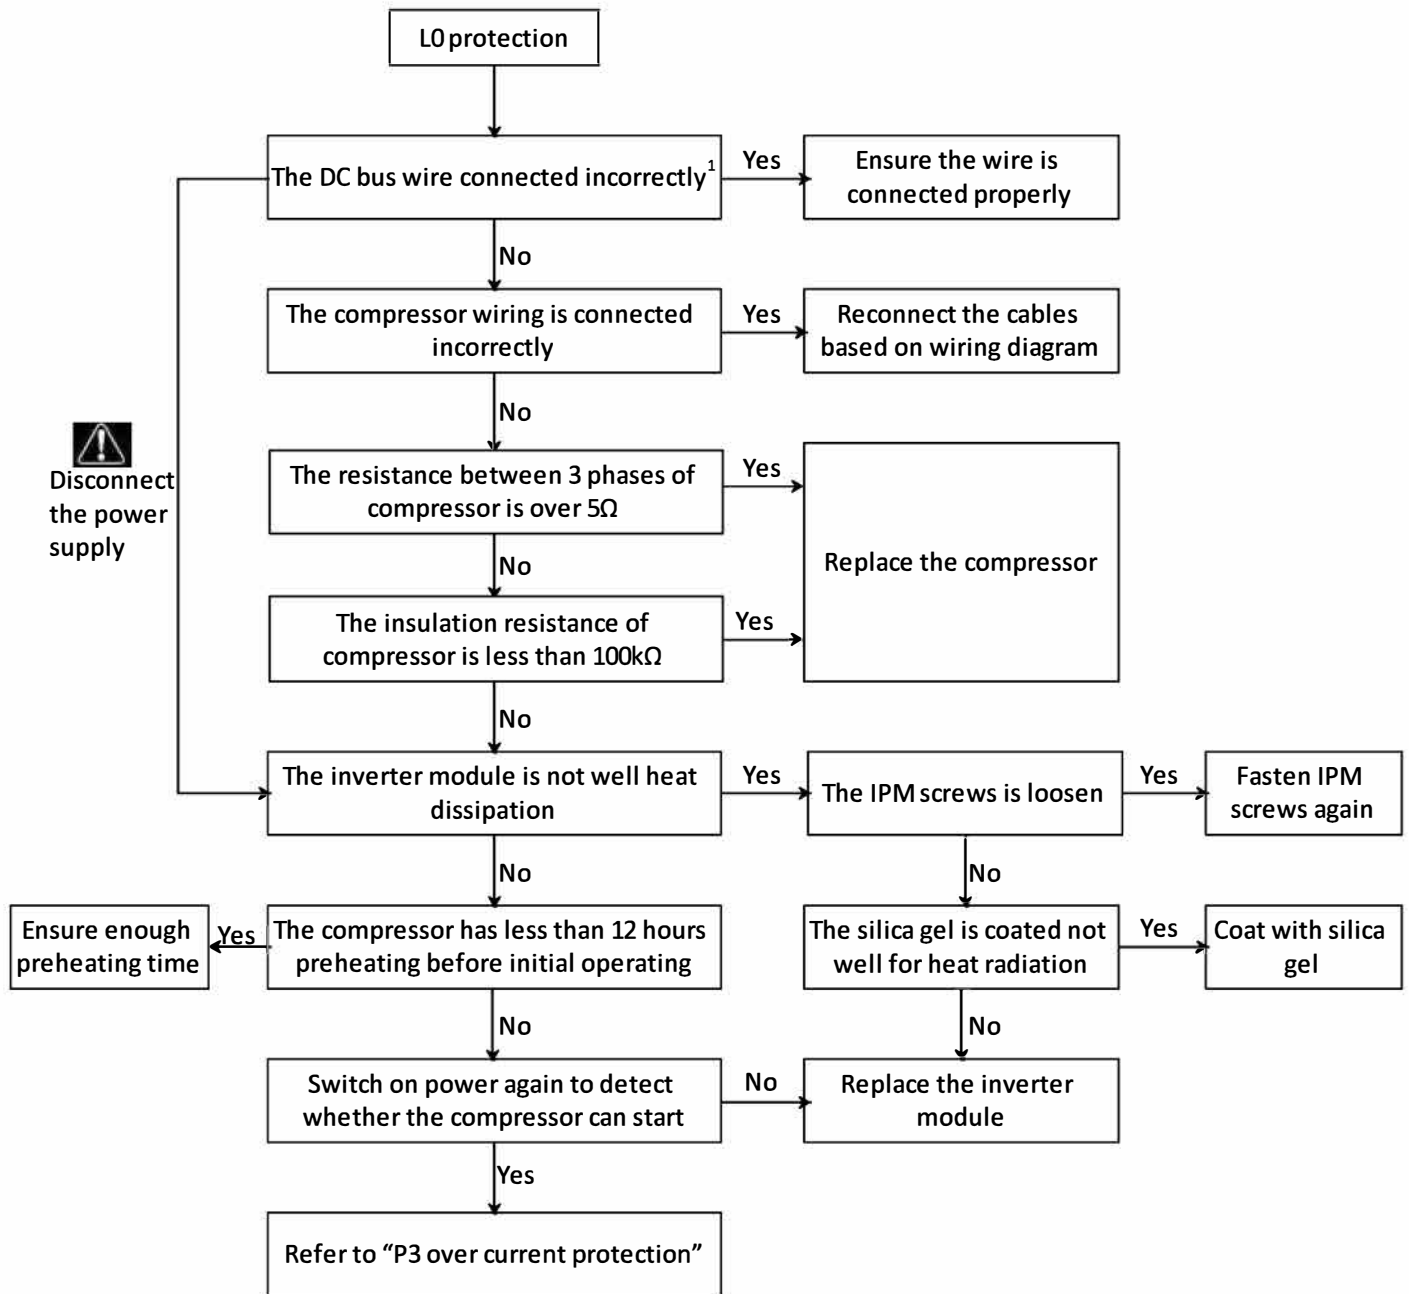 L0 protection
The DC bus wire connected incorrectly1
Yes
Ensure the wire is
connected properly
No
The compressor wiring is connected
incorrectly
Yes
Reconnect the cables
based on wiring diagram
No
Disconnect
the power
supply
The resistance between 3 phases of
compressor is over 5Ω
Yes
Replace the compressor
No
The insulation resistance of
compressor is less than 100kΩ
Yes
No
The inverter module is not well heat
dissipation
Yes
The IPM screws is loosen
Yes
Fasten IPM
screws again
No
No
Ensure enough
preheating time
Yes
The compressor has less than 12 hours
preheating before initial operating
The silica gel is coated not
well for heat radiation
Yes
Coat with silica
gel
No
No
Switch on power again to detect
whether the compressor can start
No
Replace the inverter
module
Yes
Refer to “P3 over current protection”